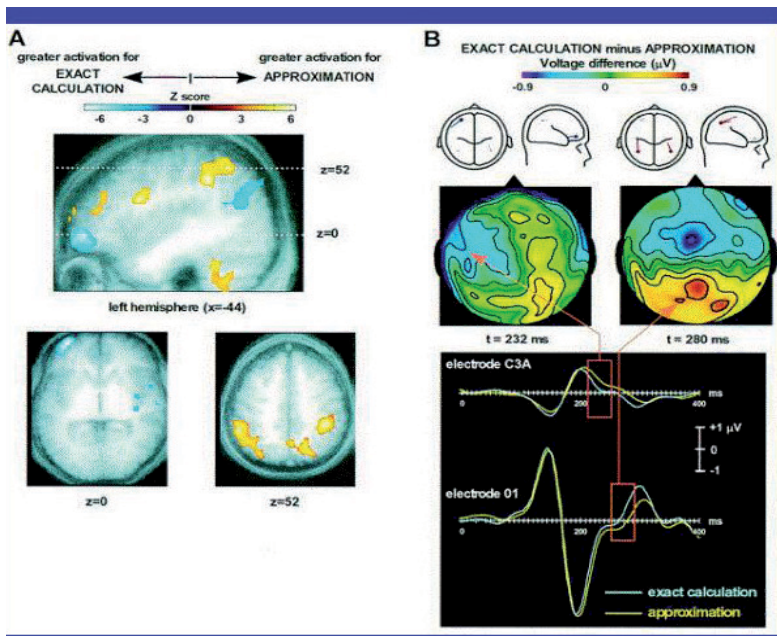 A
greater activation for
EXACT
CALCULATION
greater activation for
APPROXIMATION
Z score
-6 -3 0 3 6
z=52
z=0
left hemisphere (x=-44)
z=0
z=52
B
EXACT CALCULATION minus APPROXIMATION
Voltage difference (μV)
-0.9 0 0.9
t = 232 ms
t = 280 ms
electrode C3A
0 200 400 ms
+1 μV
0
-1
electrode 01
0 200 400 ms
exact calculation
approximation